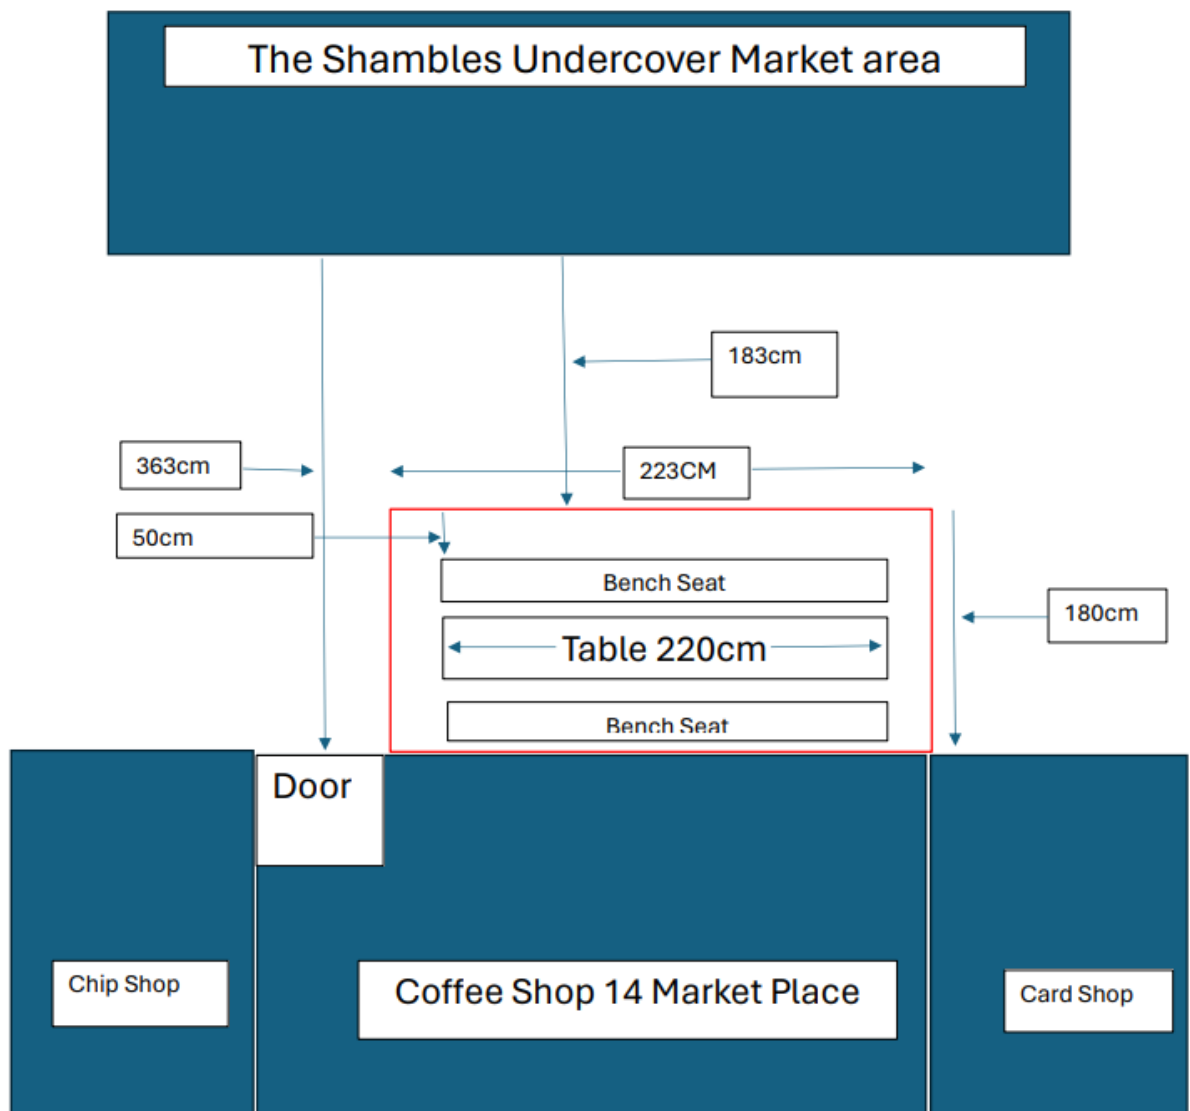 The Shambles Undercover Market area
183cm
363cm
223CM
50cm
Bench Seat
180cm
Table 220cm
Bench Seat
Door
Chip Shop
Coffee Shop 14 Market Place
Card Shop